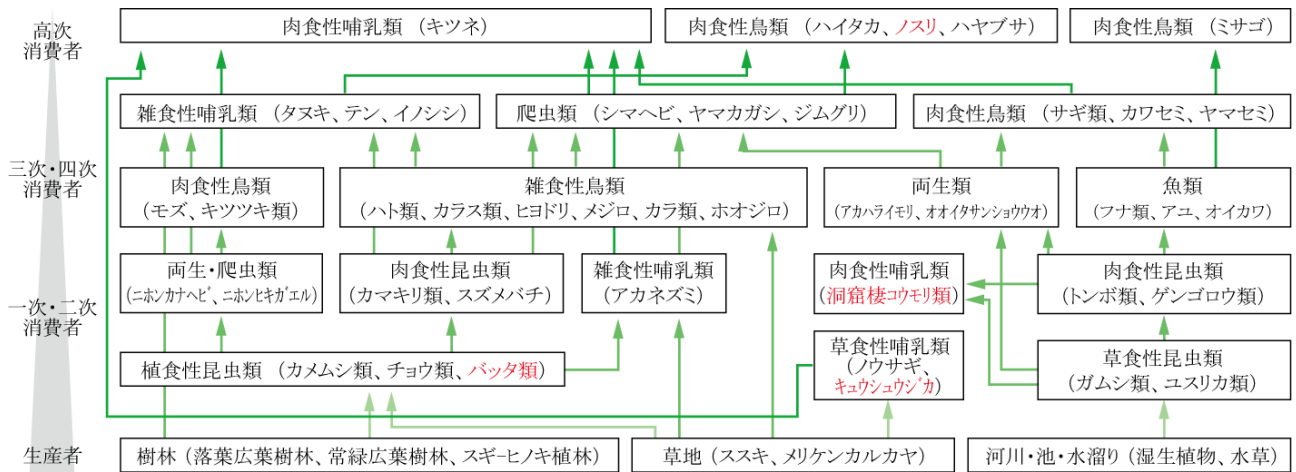 高次
消費者
肉食性哺乳類 (キツネ)
肉食性鳥類 (ハイタカ、ノスリ、ハヤブサ)
肉食性鳥類 (ミサゴ)
雑食性哺乳類 (タヌキ、テン、イノシシ)
爬虫類 (シマヘビ、ヤマカガシ、ジムグリ)
肉食性鳥類 (サギ類、カワセミ、ヤマセミ)
三次・四次
消費者
肉食性鳥類
(モズ、キツツキ類)
雑食性鳥類
(ハト類、カラス類、ヒヨドリ、メジロ、カラ類、ホオジロ)
両生類
(アカハライモリ、オオイタサンショウウオ)
魚類
(フナ類、アユ、オイカワ)
一次・二次
消費者
両生・爬虫類
(ニホンカナヘビ、ニホンヒキガエル)
肉食性昆虫類
(カマキリ類、スズメバチ)
雑食性哺乳類
(アカネズミ)
肉食性哺乳類
(洞窟棲コウモリ類)
肉食性昆虫類
(トンボ類、ゲンゴロウ類)
植食性昆虫類 (カメムシ類、チョウ類、バッタ類)
草食性哺乳類
(ノウサギ、
キュウシュウジカ)
草食性昆虫類
(ガムシ類、ユスリカ類)
生産者
樹林 (落葉広葉樹林、常緑広葉樹林、スギ-ヒノキ植林)
草地 (ススキ、メリケンカルカヤ)
河川・池・水溜り (湿生植物、水草)